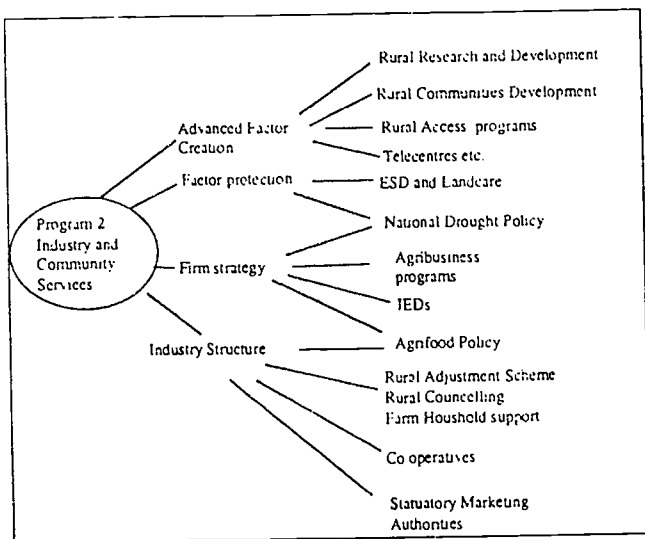 Rural Research and Development
Rural Communities Development
Advanced Factor
Creation
Rural Access programs
Telecentres etc.
Factor protection
ESD and Landcare
Program 2
Industry and
Community
Services
National Drought Policy
Firm strategy
Agribusiness
programs
IEDs
Industry Structure
Agrifood Policy
Rural Adjustment Scheme
Rural Councelling
Farm Houshold support
Co operatives
Statuatory Marketing
Authorities